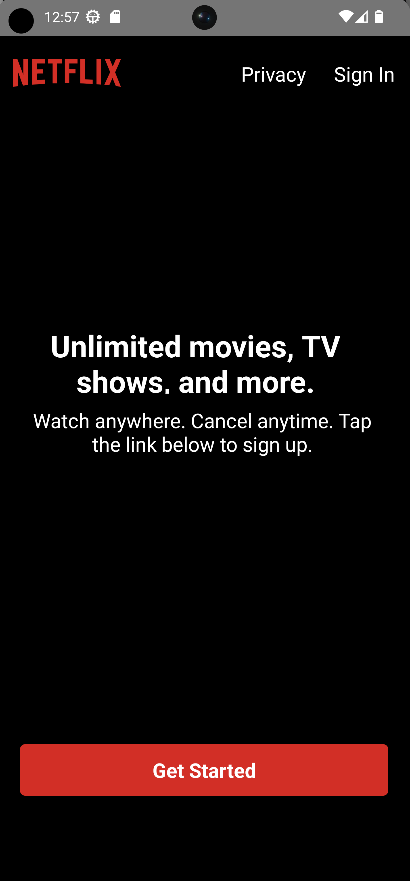 12:57
NETFLIX
Privacy
Sign In
Unlimited movies, TV
shows, and more.
Watch anywhere. Cancel anytime. Tap
the link below to sign up.
Get Started